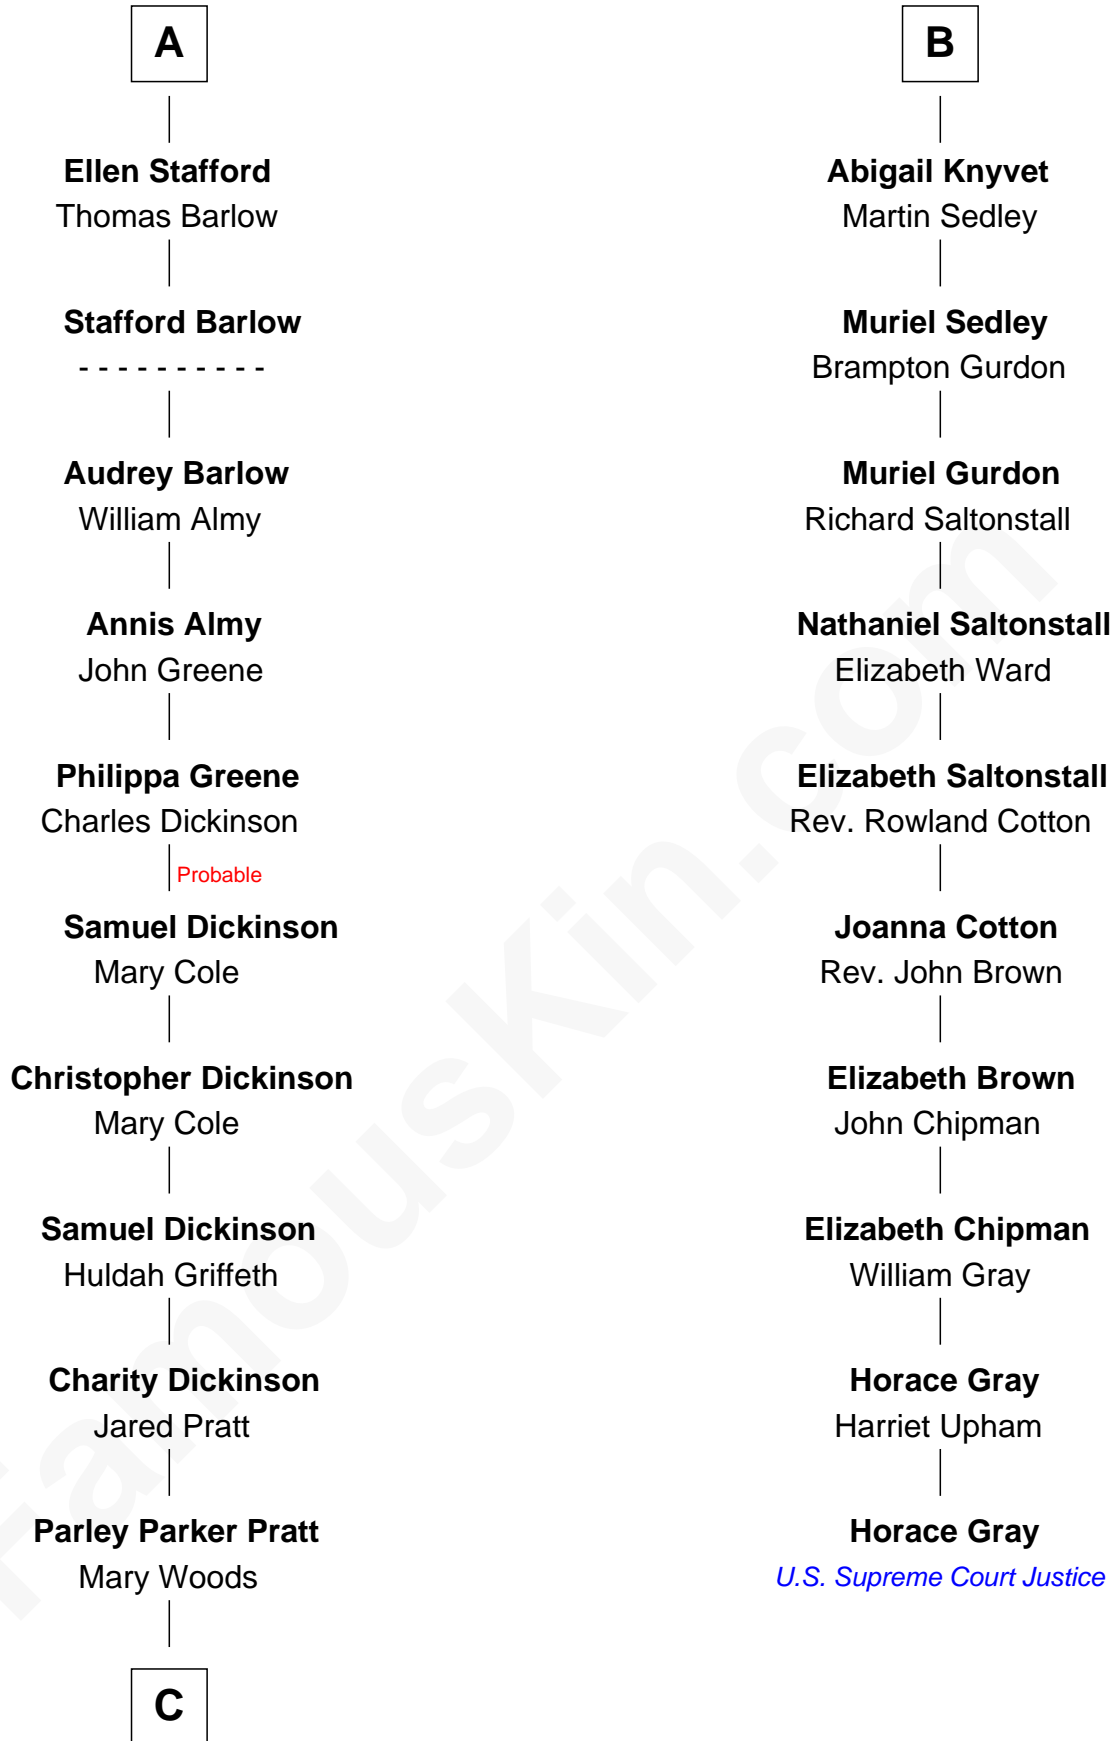 A
Ellen Stafford
Thomas Barlow
Stafford Barlow
- - - - - - - - - -
Audrey Barlow
William Almy
Annis Almy
John Greene
Philippa Greene
Charles Dickinson
Probable
Samuel Dickinson
Mary Cole
Christopher Dickinson
Mary Cole
Samuel Dickinson
Huldah Griffeth
Charity Dickinson
Jared Pratt
Parley Parker Pratt
Mary Woods
C
B
Abigail Knyvet
Martin Sedley
Muriel Sedley
Brampton Gurdon
Muriel Gurdon
Richard Saltonstall
Nathaniel Saltonstall
Elizabeth Ward
Elizabeth Saltonstall
Rev. Rowland Cotton
Joanna Cotton
Rev. John Brown
Elizabeth Brown
John Chipman
Elizabeth Chipman
William Gray
Horace Gray
Harriet Upham
Horace Gray
U.S. Supreme Court Justice
FamousKin.com